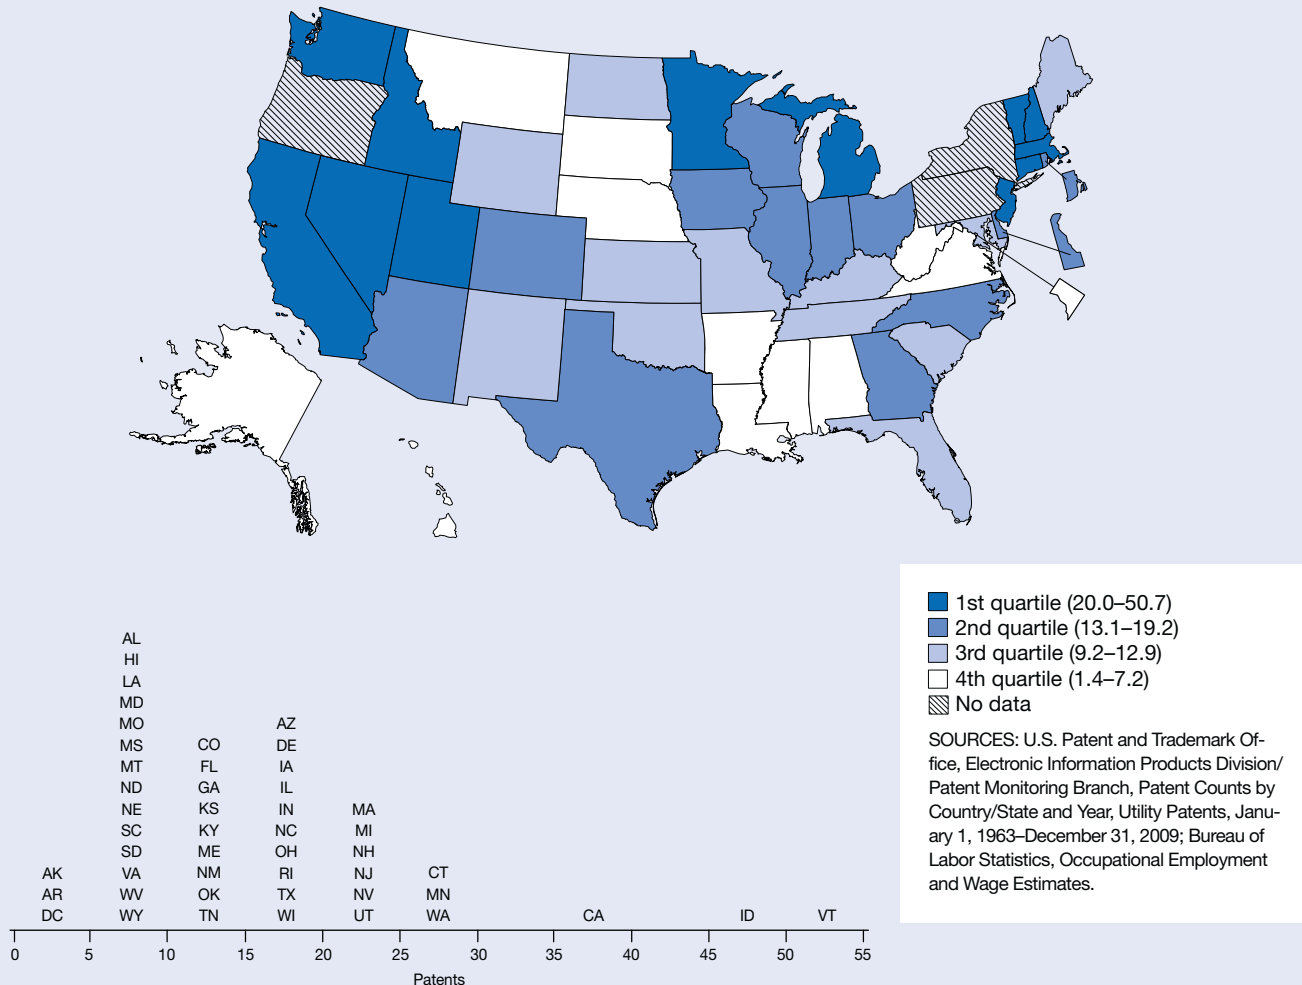 1st quartile (20.0–50.7)
2nd quartile (13.1–19.2)
3rd quartile (9.2–12.9)
4th quartile (1.4–7.2)
No data
SOURCES: U.S. Patent and Trademark Of-
fice, Electronic Information Products Division/
Patent Monitoring Branch, Patent Counts by
Country/State and Year, Utility Patents, Janu-
ary 1, 1963–December 31, 2009; Bureau of
Labor Statistics, Occupational Employment
and Wage Estimates.
AL
HI
LA
MD
MO AZ
MS CO DE
MT FL IA
ND GA IL
NE KS IN MA
SC KY NC MI
SD ME OH NH
AK VA NM RI NJ CT
AR WV OK TX NV MN
DC WY TN WI UT WA CA ID VT
0 5 10 15 20 25 30 35 40 45 50 55
Patents